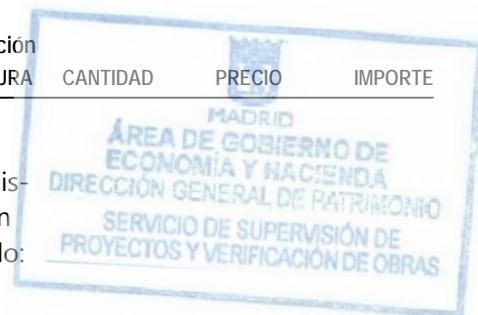 ción
URA CANTIDAD PRECIO IMPORTE
MADRID
ÁREA DE GOBIERNO DE
ECONOMÍA Y HACIENDA
DIRECCIÓN GENERAL DE PATRIMONIO
SERVICIO DE SUPERVISIÓN DE
PROYECTOS Y VERIFICACIÓN DE OBRAS
is-
n
lo: